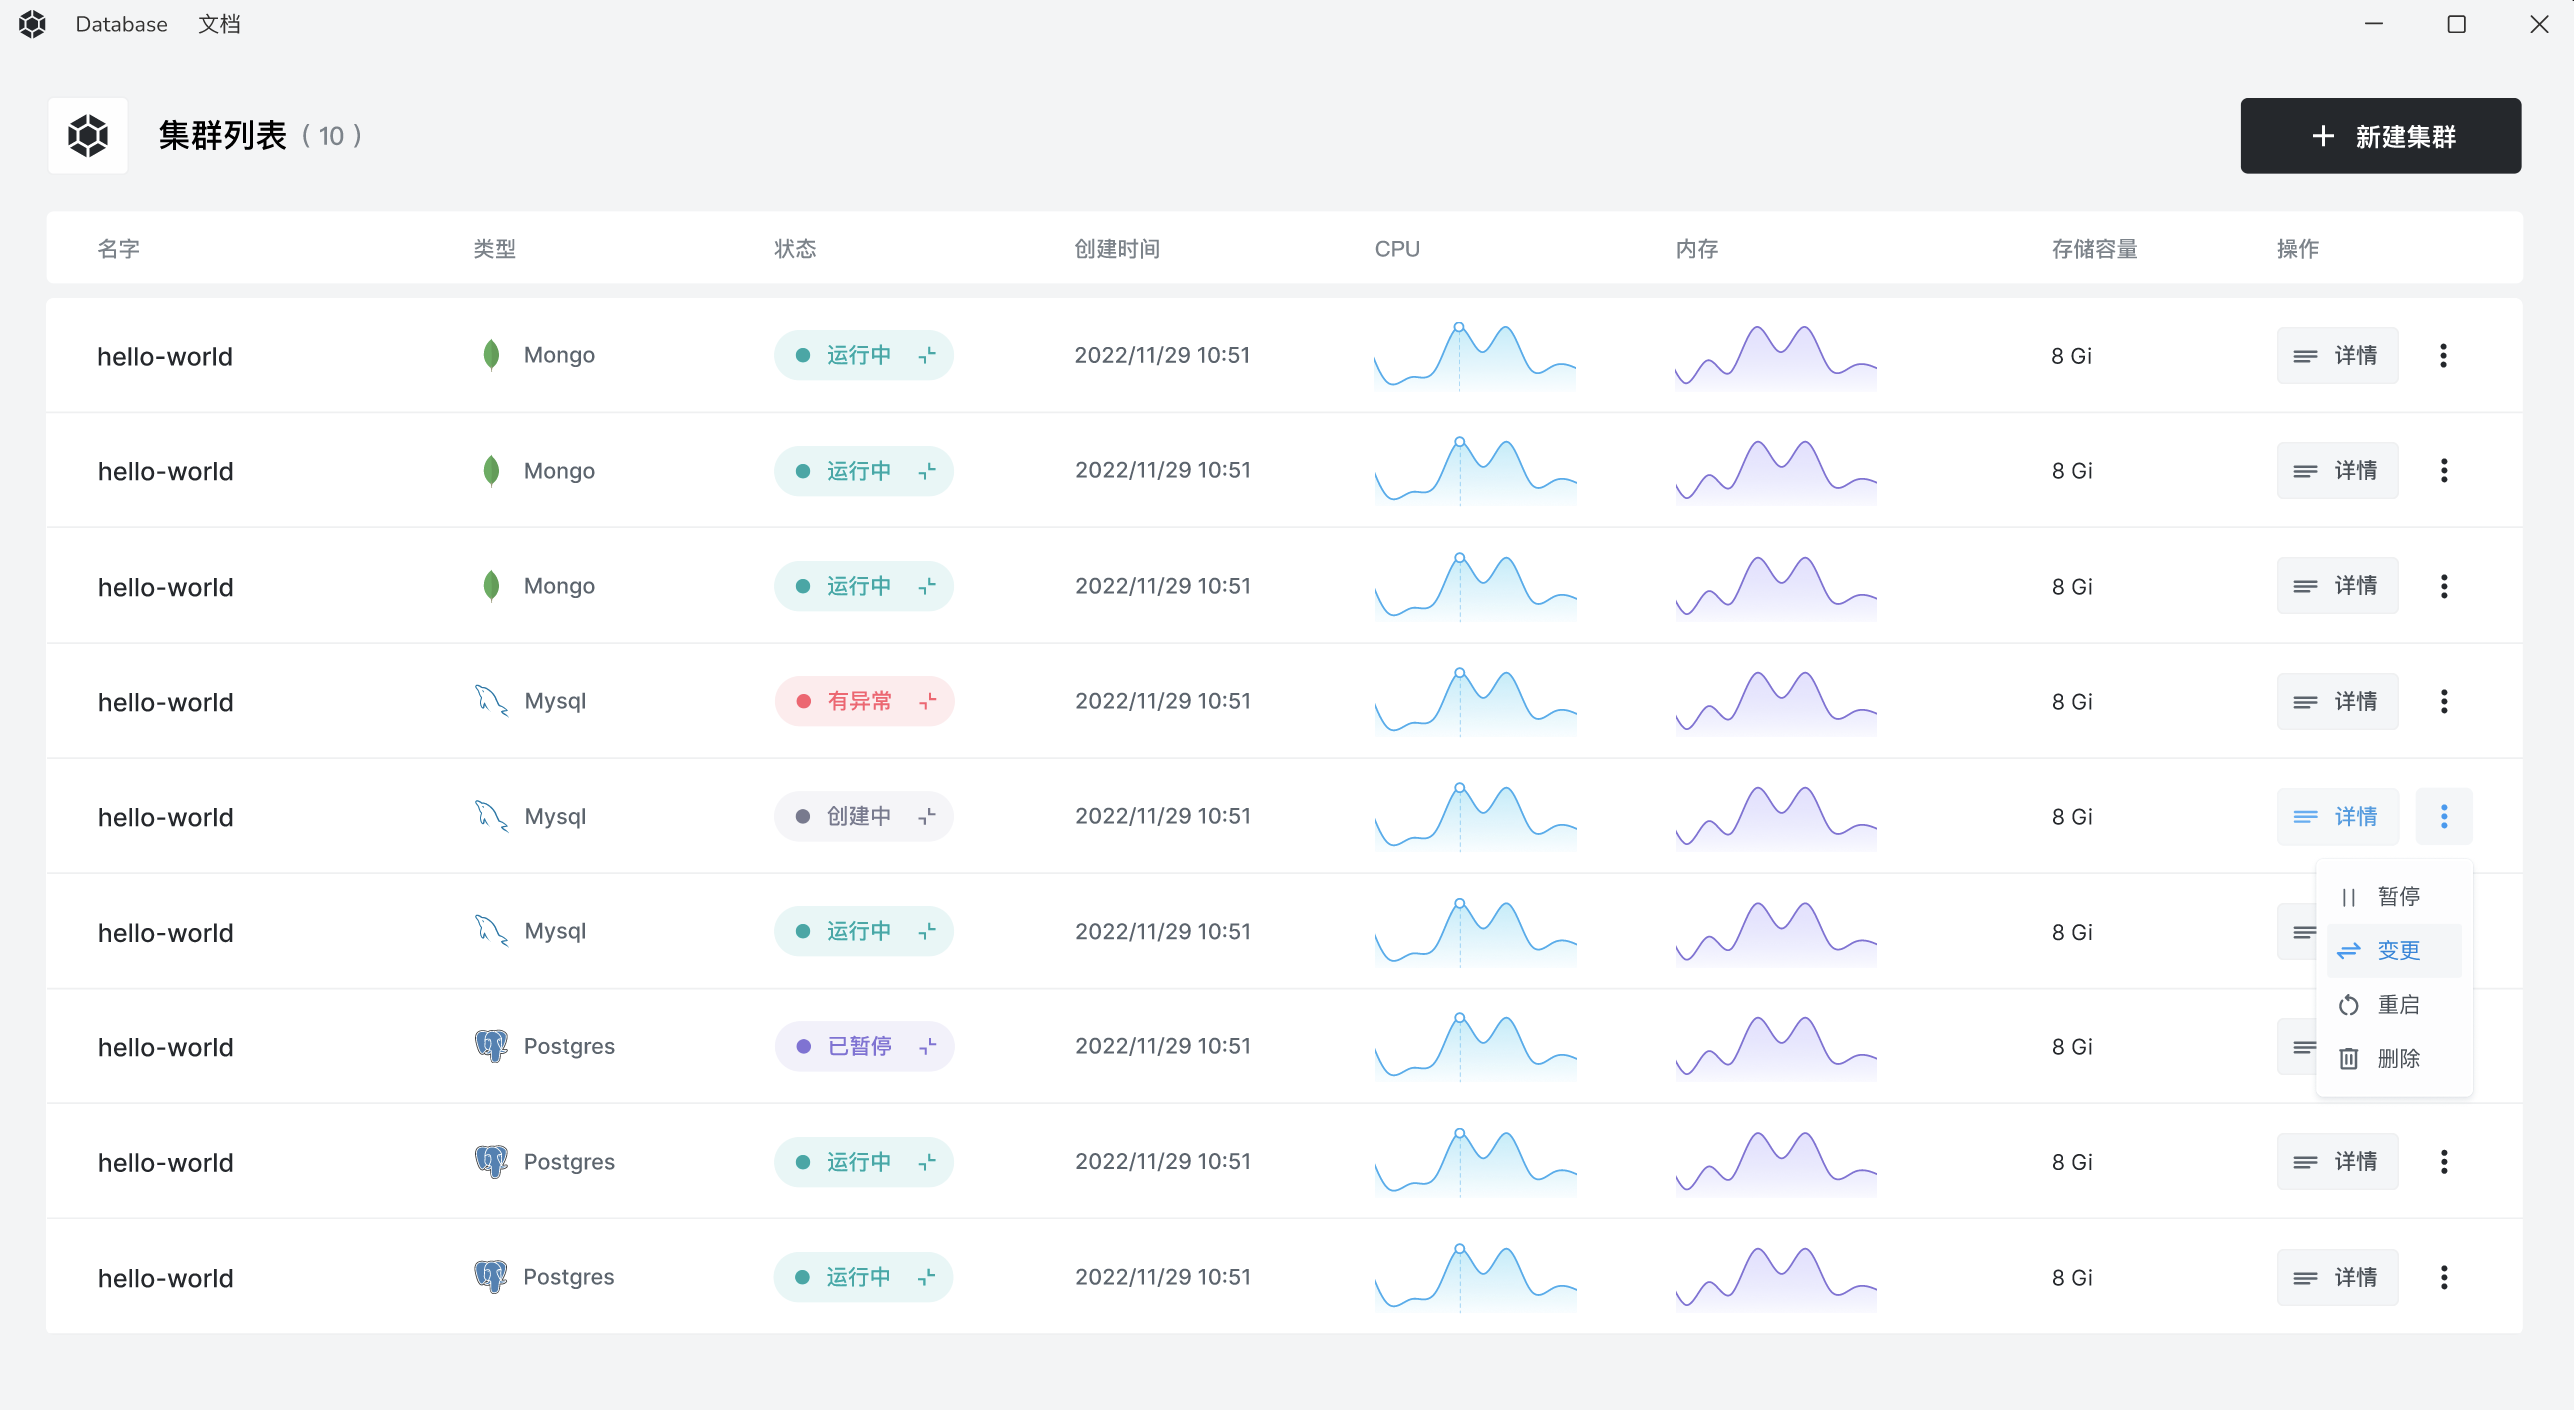 Database 文档
集群列表 ( 10 )
+ 新建集群
名字 类型 状态 创建时间 CPU 内存 存储容量 操作
hello-world Mongo 运行中 2022/11/29 10:51 8 Gi 详情
hello-world Mongo 运行中 2022/11/29 10:51 8 Gi 详情
hello-world Mongo 运行中 2022/11/29 10:51 8 Gi 详情
hello-world Mysql 有异常 2022/11/29 10:51 8 Gi 详情
hello-world Mysql 创建中 2022/11/29 10:51 8 Gi 详情
暂停
变更
重启
删除
hello-world Mysql 运行中 2022/11/29 10:51 8 Gi
hello-world Postgres 已暂停 2022/11/29 10:51 8 Gi
hello-world Postgres 运行中 2022/11/29 10:51 8 Gi 详情
hello-world Postgres 运行中 2022/11/29 10:51 8 Gi 详情